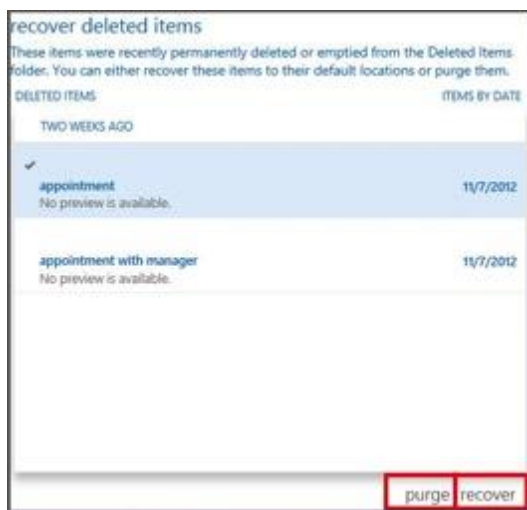 recover deleted items
These items were recently permanently deleted or emptied from the Deleted Items
folder. You can either recover these items to their default locations or purge them.
DELETED ITEMS ITEMS BY DATE
TWO WEEKS AGO
appointment 11/7/2012
No preview is available.
appointment with manager 11/7/2012
No preview is available.
purge recover